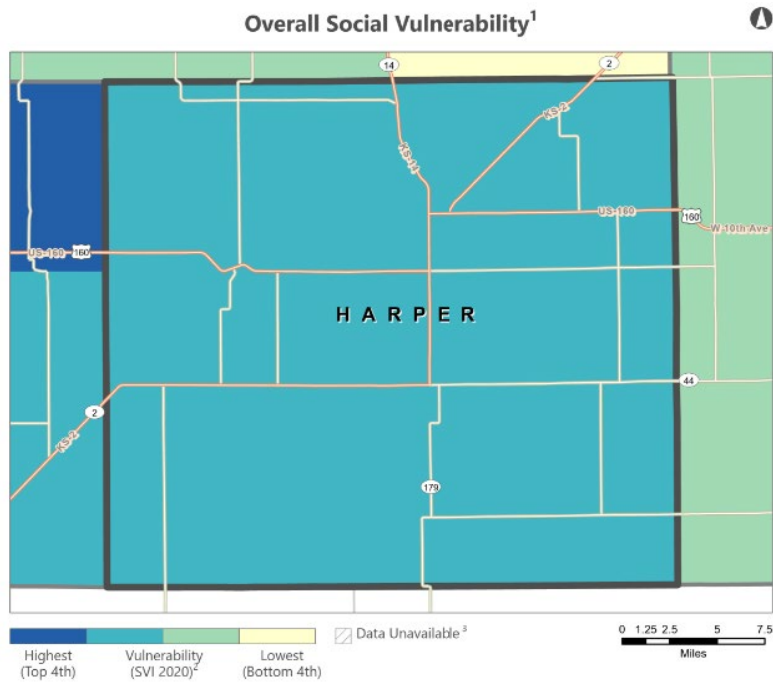 Overall Social Vulnerability¹
14
2
KS-2
KS-14
US-160
160
W-10th-Ave
US-160
160
HARPER
44
2
KS-2
179
Highest
(Top 4th)
Vulnerability
(SVI 2020)²
Lowest
(Bottom 4th)
Data Unavailable³
0 1.25 2.5 5 7.5
Miles